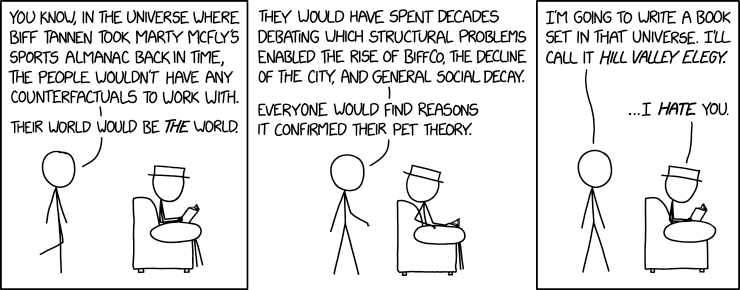 YOU KNOW, IN THE UNIVERSE WHERE
BIFF TANNEN TOOK MARTY MCFLY'S
SPORTS ALMANAC BACK IN TIME,
THE PEOPLE WOULDN'T HAVE ANY
COUNTERFACTUALS TO WORK WITH.
THEIR WORLD WOULD BE THE WORLD.
THEY WOULD HAVE SPENT DECADES
DEBATING WHICH STRUCTURAL PROBLEMS
ENABLED THE RISE OF BIFFCO, THE DECLINE
OF THE CITY, AND GENERAL SOCIAL DECAY.
EVERYONE WOULD FIND REASONS
IT CONFIRMED THEIR PET THEORY.
I'M GOING TO WRITE A BOOK
SET IN THAT UNIVERSE. I'LL
CALL IT HILL VALLEY ELEGY.
...I HATE YOU.